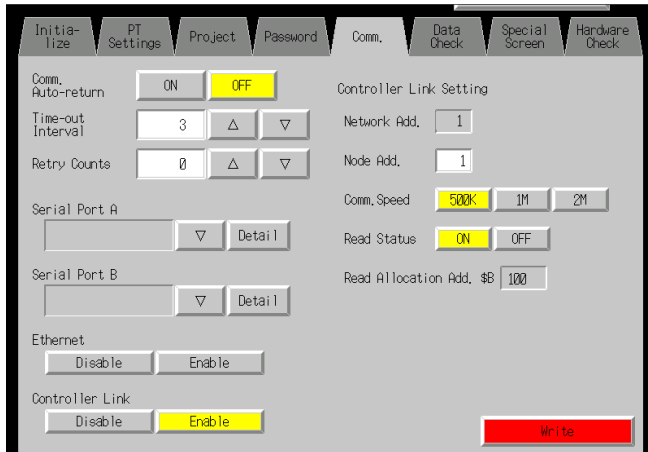 Initia-
lize
PT
Settings
Project
Password
Comm.
Data
Check
Special
Screen
Hardware
Check
Comm.
Auto-return
ON
OFF
Time-out
Interval
3
△
▽
Retry Counts
0
△
▽
Serial Port A
▽
Detail
Serial Port B
▽
Detail
Ethernet
Disable
Enable
Controller Link
Disable
Enable
Controller Link Setting
Network Add.
1
Node Add.
1
Comm.Speed
500K
1M
2M
Read Status
ON
OFF
Read Allocation Add. $B
100
Write